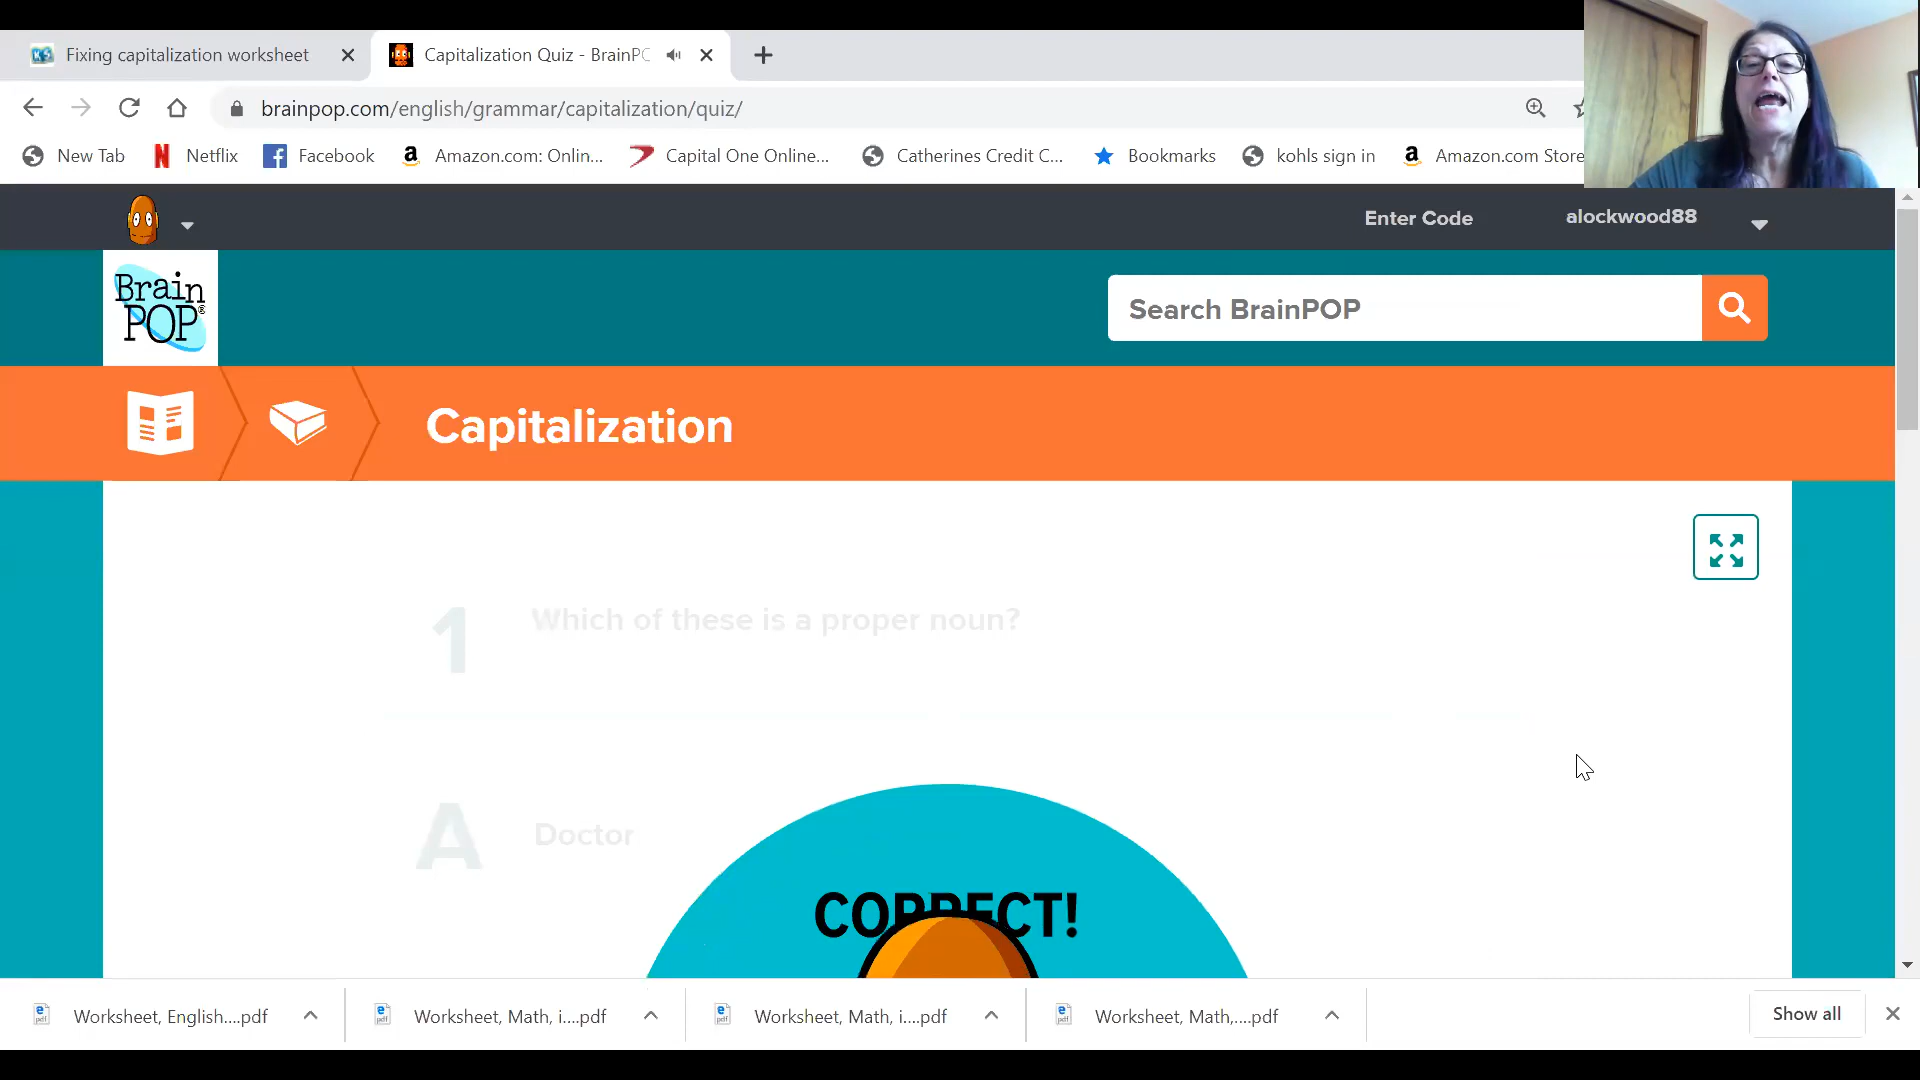 Fixing capitalization worksheet
Capitalization Quiz - BrainPO
brainpop.com/english/grammar/capitalization/quiz/
New Tab
Netflix
Facebook
Amazon.com: Onlin...
Capital One Online...
Catherines Credit C...
Bookmarks
kohls sign in
Amazon.com Store
Enter Code
alockwood88
Brain
POP®
Search BrainPOP
Capitalization
1 Which of these is a proper noun?
A Doctor
CORRECT!
Worksheet, English....pdf
Worksheet, Math, i....pdf
Worksheet, Math, i....pdf
Worksheet, Math,....pdf
Show all